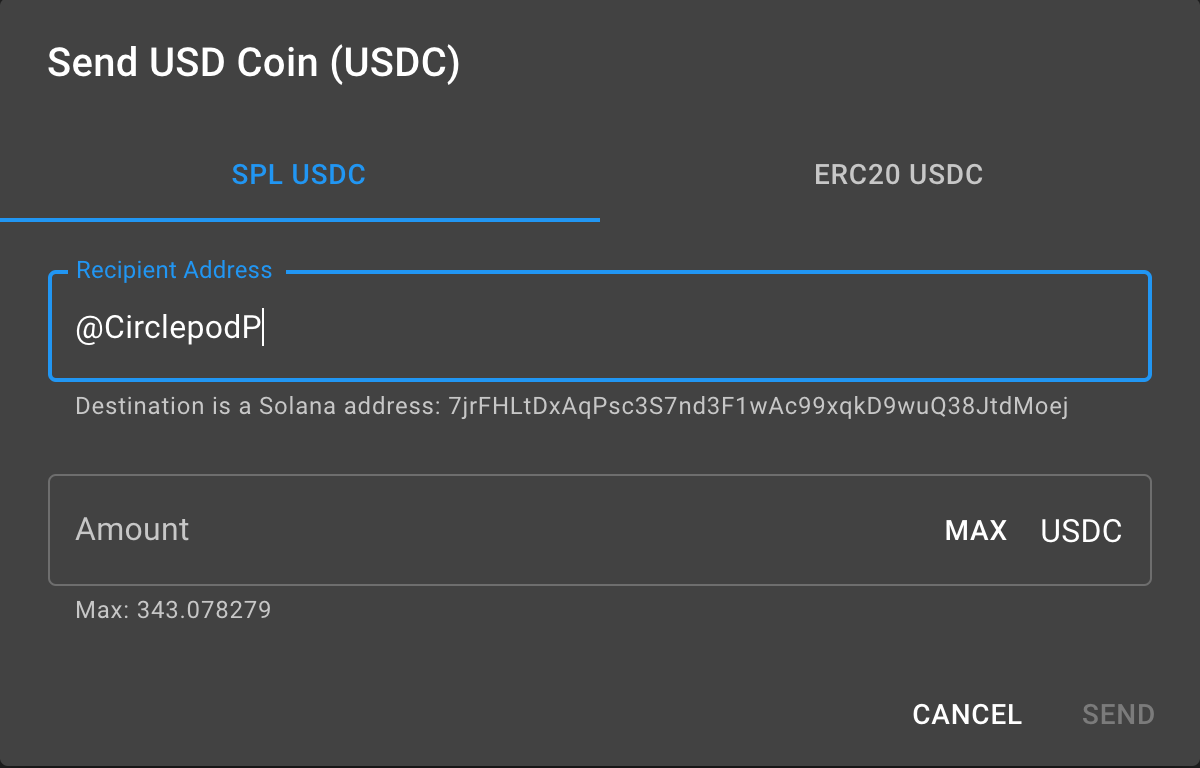 Send USD Coin (USDC)
SPL USDC
ERC20 USDC
Recipient Address
@CirclepodP
Destination is a Solana address: 7jrFHLtDxAqPsc3S7nd3F1wAc99xqkD9wuQ38JtdMoej
Amount
MAX
USDC
Max: 343.078279
CANCEL
SEND